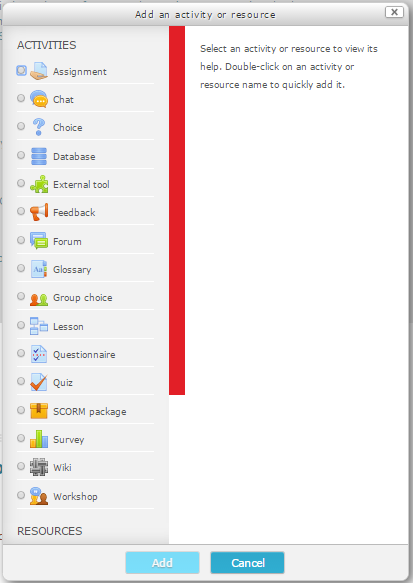 Add an activity or resource
ACTIVITIES
Assignment
Chat
Choice
Database
External tool
Feedback
Forum
Glossary
Group choice
Lesson
Questionnaire
Quiz
SCORM package
Survey
Wiki
Workshop
RESOURCES
Select an activity or resource to view its
help. Double-click on an activity or
resource name to quickly add it.
Add
Cancel